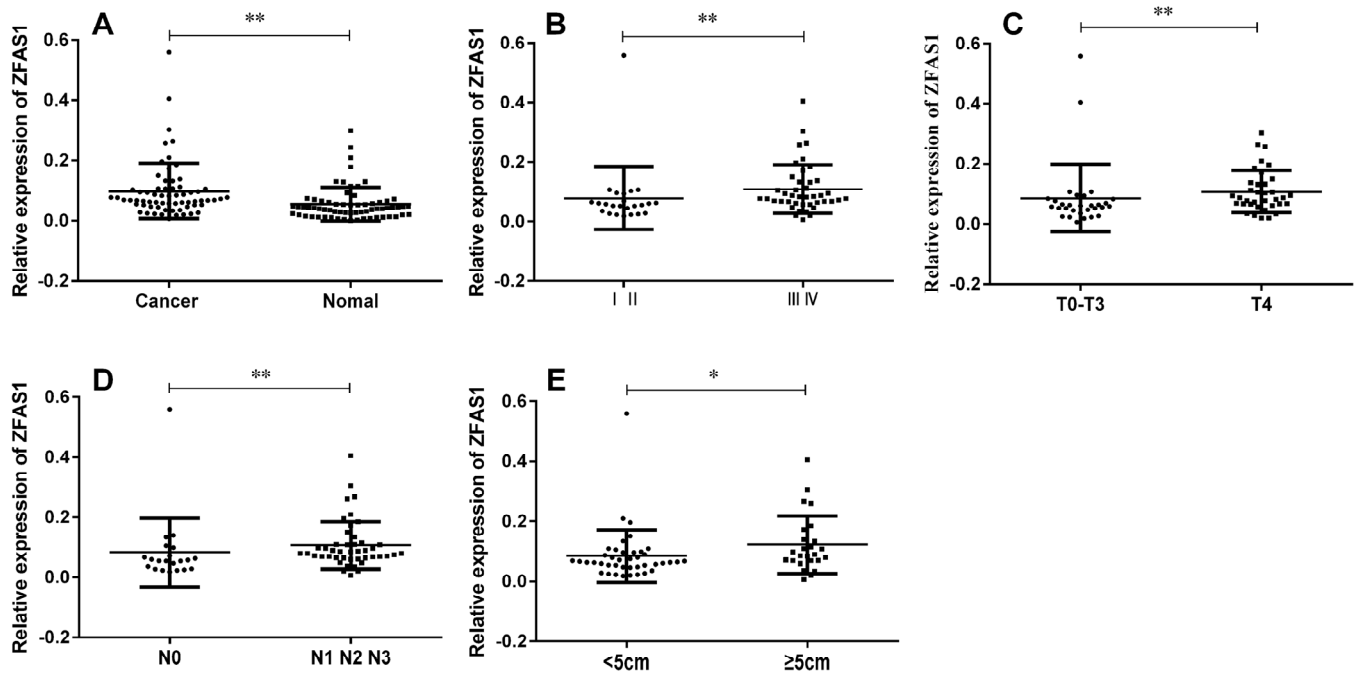 A
**
Relative expression of ZFAS1
0.6
0.4
0.2
0.0
-0.2
Cancer
Nomal
B
**
Relative expression of ZFAS1
0.6
0.4
0.2
0.0
-0.2
I II
III IV
C
**
Relative expression of ZFAS1
0.6
0.4
0.2
0.0
-0.2
T0-T3
T4
D
**
Relative expression of ZFAS1
0.6
0.4
0.2
0.0
-0.2
N0
N1 N2 N3
E
*
Relative expression of ZFAS1
0.6
0.4
0.2
0.0
-0.2
<5cm
≥5cm